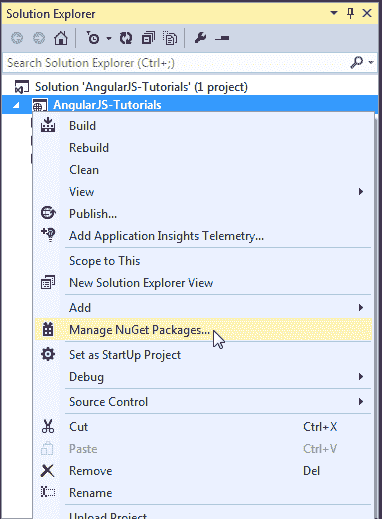 Solution Explorer
Search Solution Explorer (Ctrl+;)
Solution 'AngularJS-Tutorials' (1 project)
AngularJS-Tutorials
Build
Rebuild
Clean
View
Publish...
Add Application Insights Telemetry...
Scope to This
New Solution Explorer View
Add
Manage NuGet Packages...
Set as StartUp Project
Debug
Source Control
Cut Ctrl+X
Paste Ctrl+V
Remove Del
Rename
Unload Project